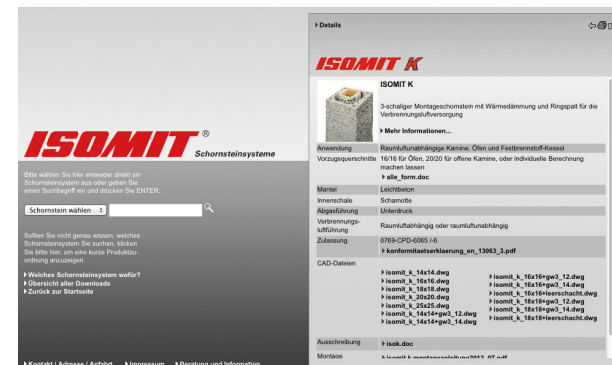 ISOMIT®
Schornsteinsysteme
Bitte wählen Sie hier entweder direkt ein
Schornsteinsystem aus oder geben Sie
einen Suchbegriff ein und drücken Sie ENTER.
Schornstein wählen
Sollten Sie nicht genau wissen, welches
Schornsteinsystem Sie suchen, klicken
Sie bitte hier, um eine kurze Produktzu-
ordnung anzuzeigen.
Welches Schornsteinsystem wofür?
Übersicht aller Downloads
Zurück zur Startseite
Kontakt / Adresse / Anfahrt Impressum Beratung und Information
Details
ISOMIT K
ISOMIT K
3-schaliger Montageschornstein mit Wärmedämmung und Ringspalt für die
Verbrennungsluftversorgung
Mehr Informationen...
Anwendung Raumluftunabhängige Kamine, Öfen und Festbrennstoff-Kessel
Vorzugsquerschnitte 16/16 für Öfen, 20/20 für offene Kamine, oder individuelle Berechnung
machen lassen
alle_form.doc
Mantel Leichtbeton
Innenschale Schamotte
Abgasführung Unterdruck
Verbrennungs-
luftführung Raumluftabhängig oder raumluftunabhängig
Zulassung 0769-CPD-6065 /-6
konformitaetserklaerung_en_13063_3.pdf
CAD-Dateien
isomit_k_14x14.dwg
isomit_k_16x16.dwg
isomit_k_18x18.dwg
isomit_k_20x20.dwg
isomit_k_25x25.dwg
isomit_k_14x14+gw3_12.dwg
isomit_k_14x14+gw3_14.dwg
isomit_k_16x16+gw3_12.dwg
isomit_k_16x16+gw3_14.dwg
isomit_k_16x16+leerschacht.dwg
isomit_k_18x18+gw3_12.dwg
isomit_k_18x18+gw3_14.dwg
isomit_k_18x18+leerschacht.dwg
Ausschreibung isok.doc
Montage isomit k montageanleitung2012_07.pdf